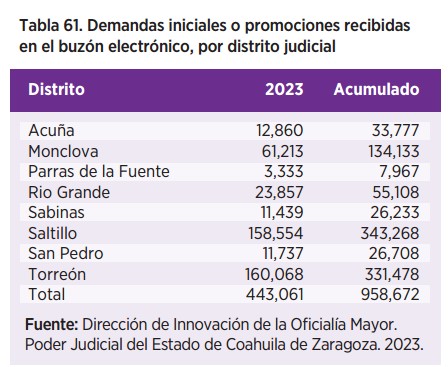 Tabla 61. Demandas iniciales o promociones recibidas
en el buzón electrónico, por distrito judicial
Distrito 2023 Acumulado
Acuña 12,860 33,777
Monclova 61,213 134,133
Parras de la Fuente 3,333 7,967
Rio Grande 23,857 55,108
Sabinas 11,439 26,233
Saltillo 158,554 343,268
San Pedro 11,737 26,708
Torreón 160,068 331,478
Total 443,061 958,672
Fuente: Dirección de Innovación de la Oficialía Mayor.
Poder Judicial del Estado de Coahuila de Zaragoza. 2023.